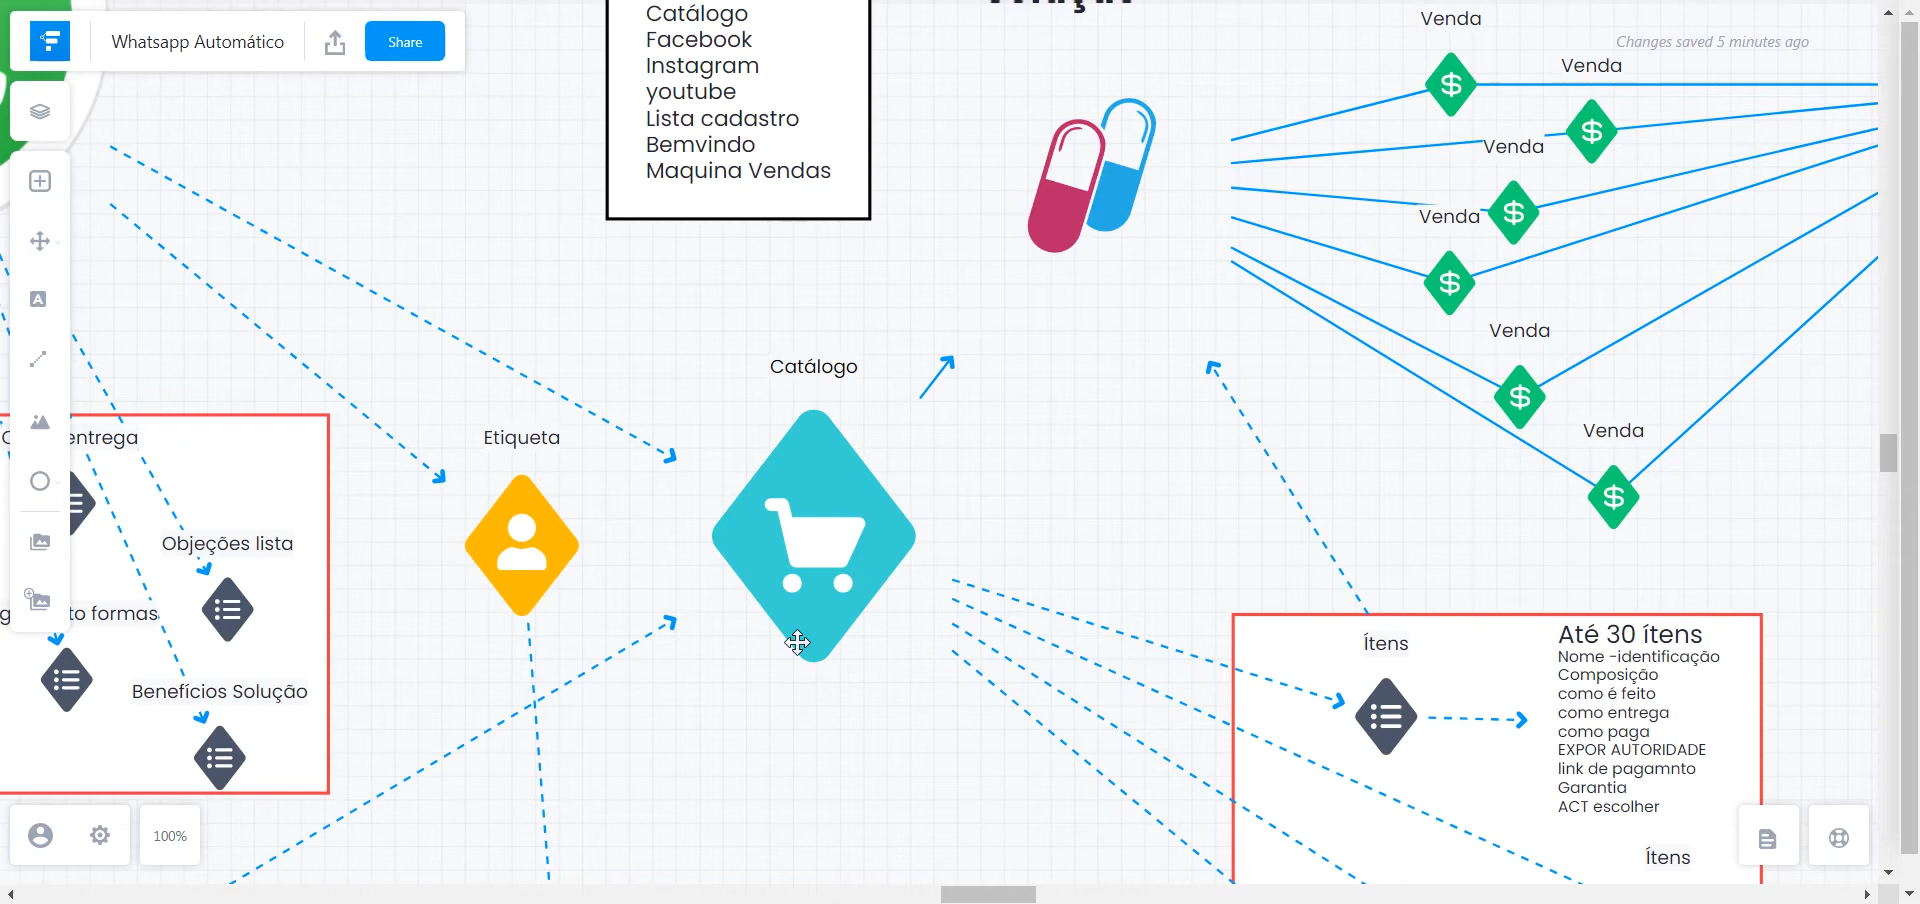 Whatsapp Automático
Share
Catálogo
Facebook
Instagram
youtube
Lista cadastro
Bemvindo
Maquina Vendas
Venda
Changes saved 5 minutes ago
Venda
Venda
Venda
Venda
Venda
Catálogo
Etiqueta
entrega
Objeções lista
to formas
Benefícios Solução
Ítens
Até 30 ítens
Nome -identificação
Composição
como é feito
como entrega
como paga
EXPOR AUTORIDADE
link de pagamnto
Garantia
ACT escolher
Ítens
100%